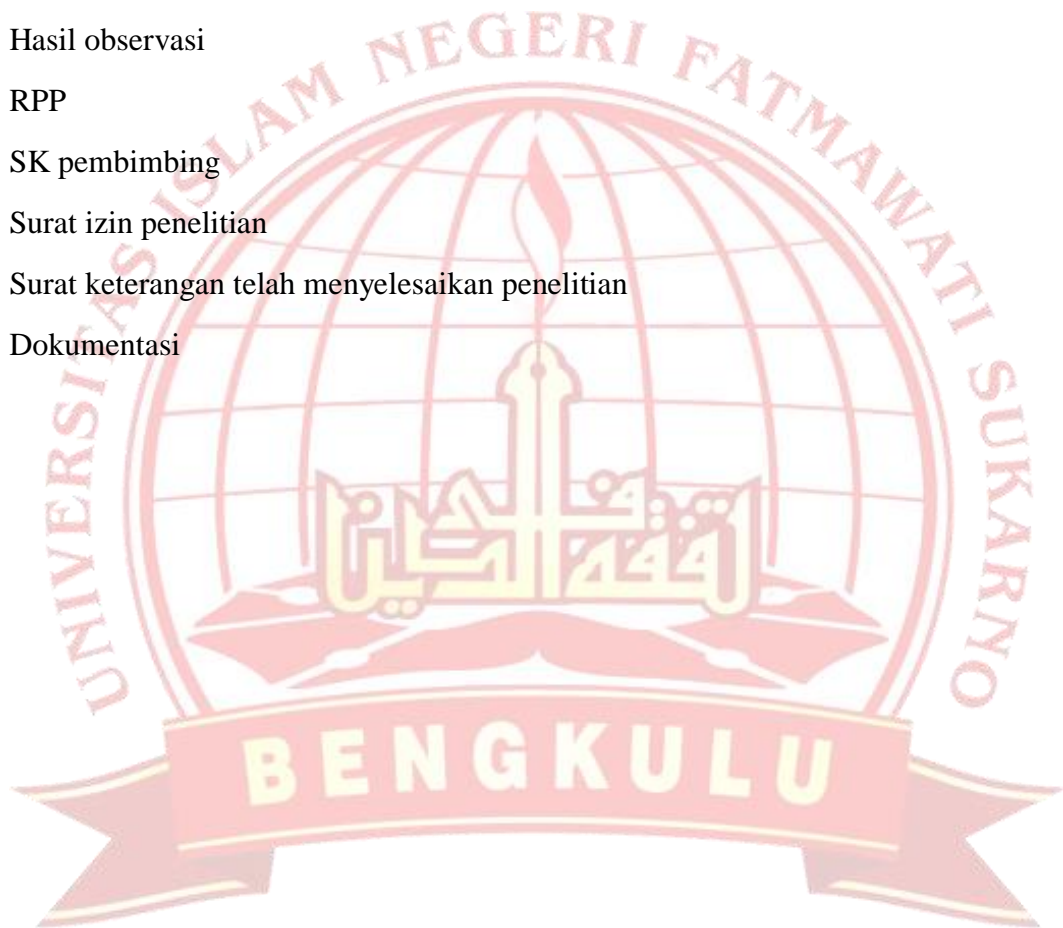 Hasil observasi
RPP
SK pembimbing
Surat izin penelitian
Surat keterangan telah menyelesaikan penelitian
Dokumentasi
UNIVERSITAS ISLAM NEGERI FATMAWATI SUKARNO
BENGKULU